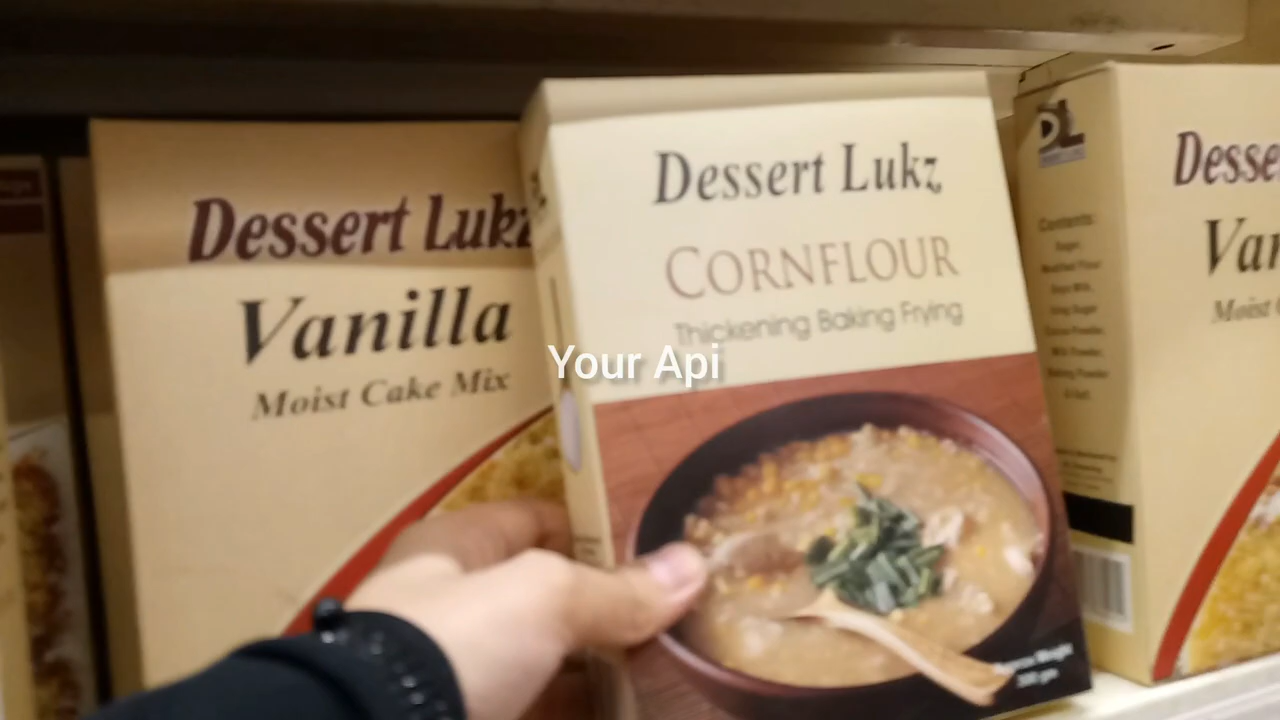 Dessert Lukz
Vanilla
Moist Cake Mix
Dessert Lukz
CORNFLOUR
Thickening Baking Frying
Your Api
DL
Contents:
Desse
Van
Moist